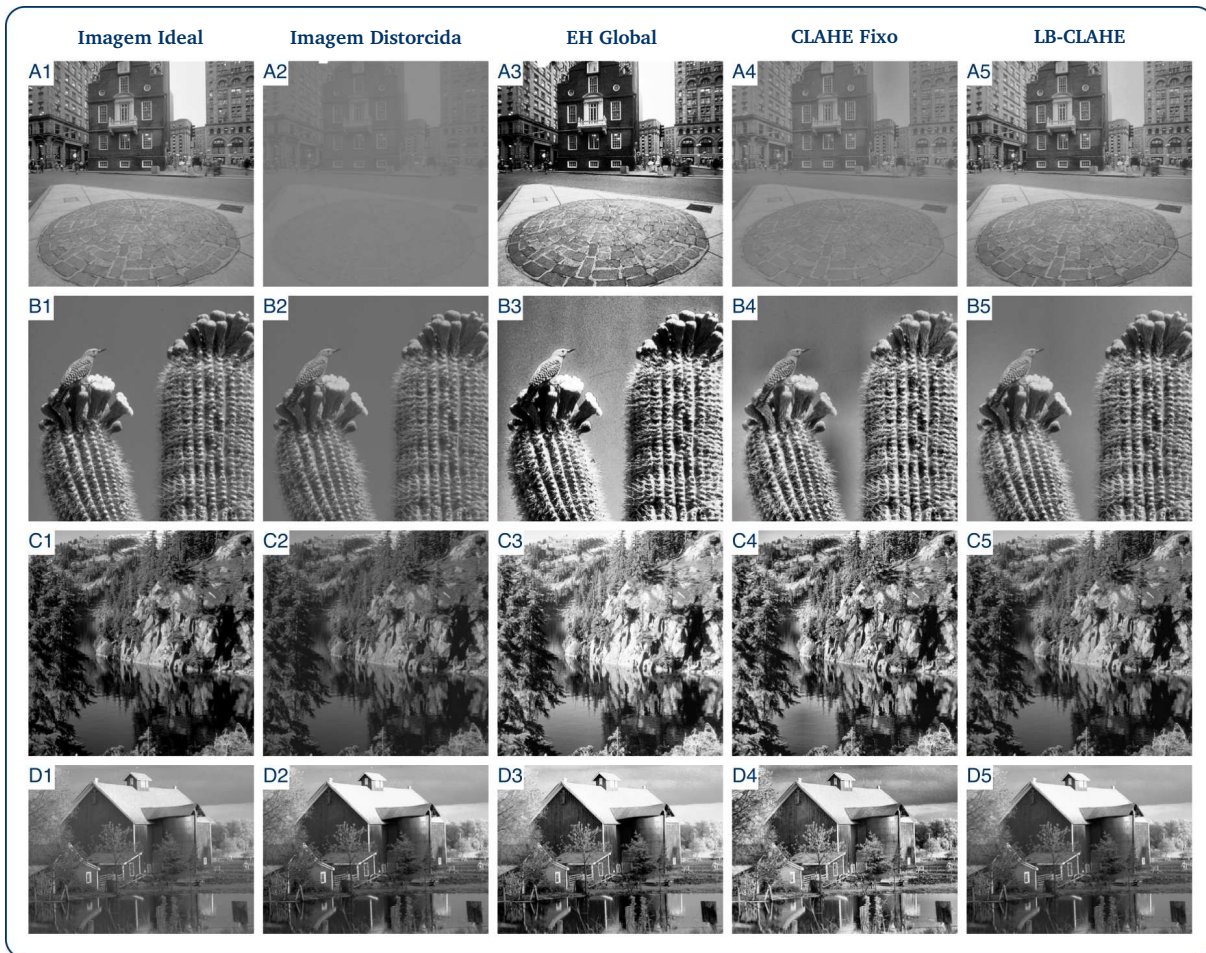 Imagem Ideal Imagem Distorcida EH Global CLAHE Fixo LB-CLAHE
A1 A2 A3 A4 A5
B1 B2 B3 B4 B5
C1 C2 C3 C4 C5
D1 D2 D3 D4 D5